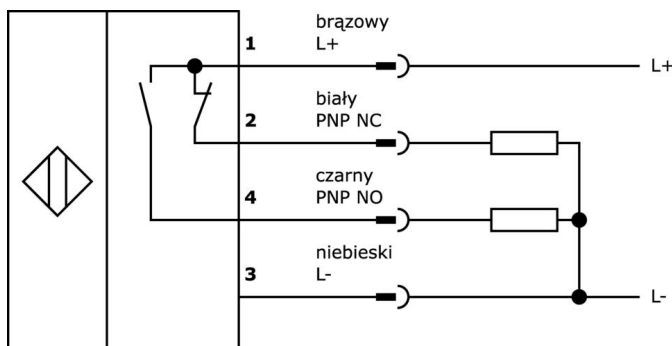 brązowy
1 L+
L+
biały
2 PNP NC
czarny
4 PNP NO
niebieski
3 L-
L-